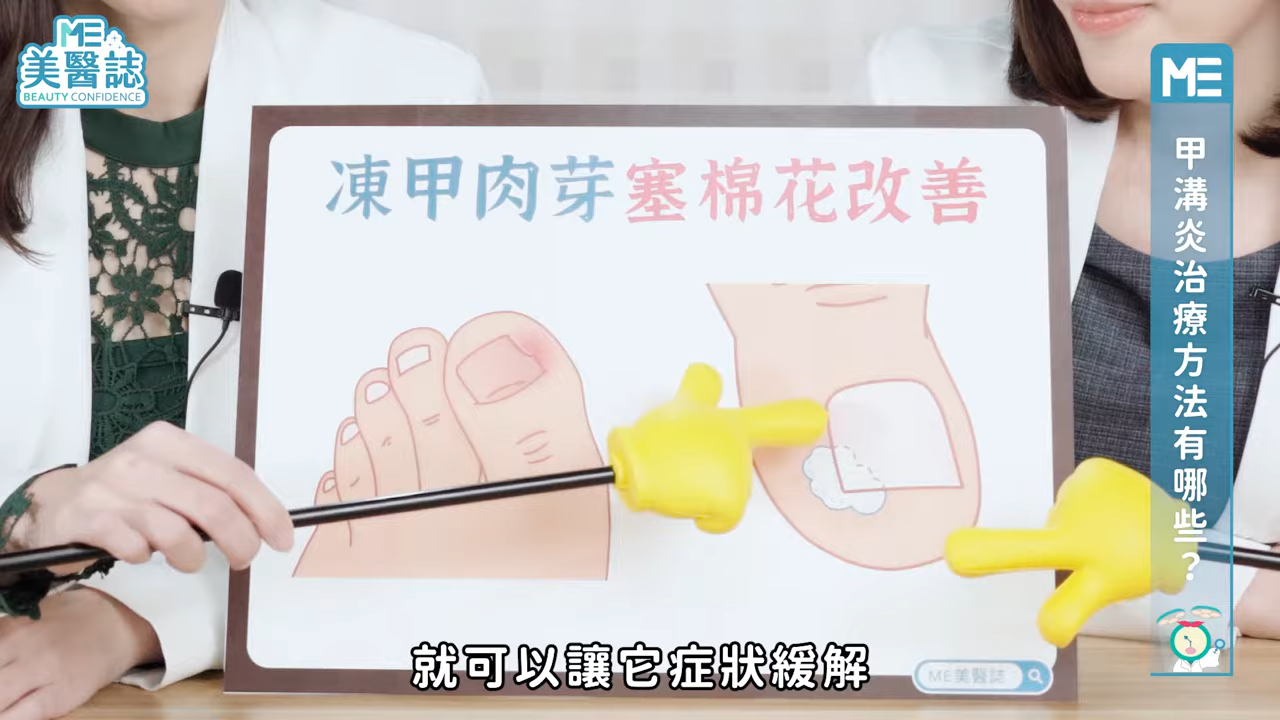 ME
美醫誌
BEAUTY CONFIDENCE
凍甲肉芽塞棉花改善
ME
甲溝炎治療方法有哪些？
就可以讓它症狀緩解
ME美醫誌